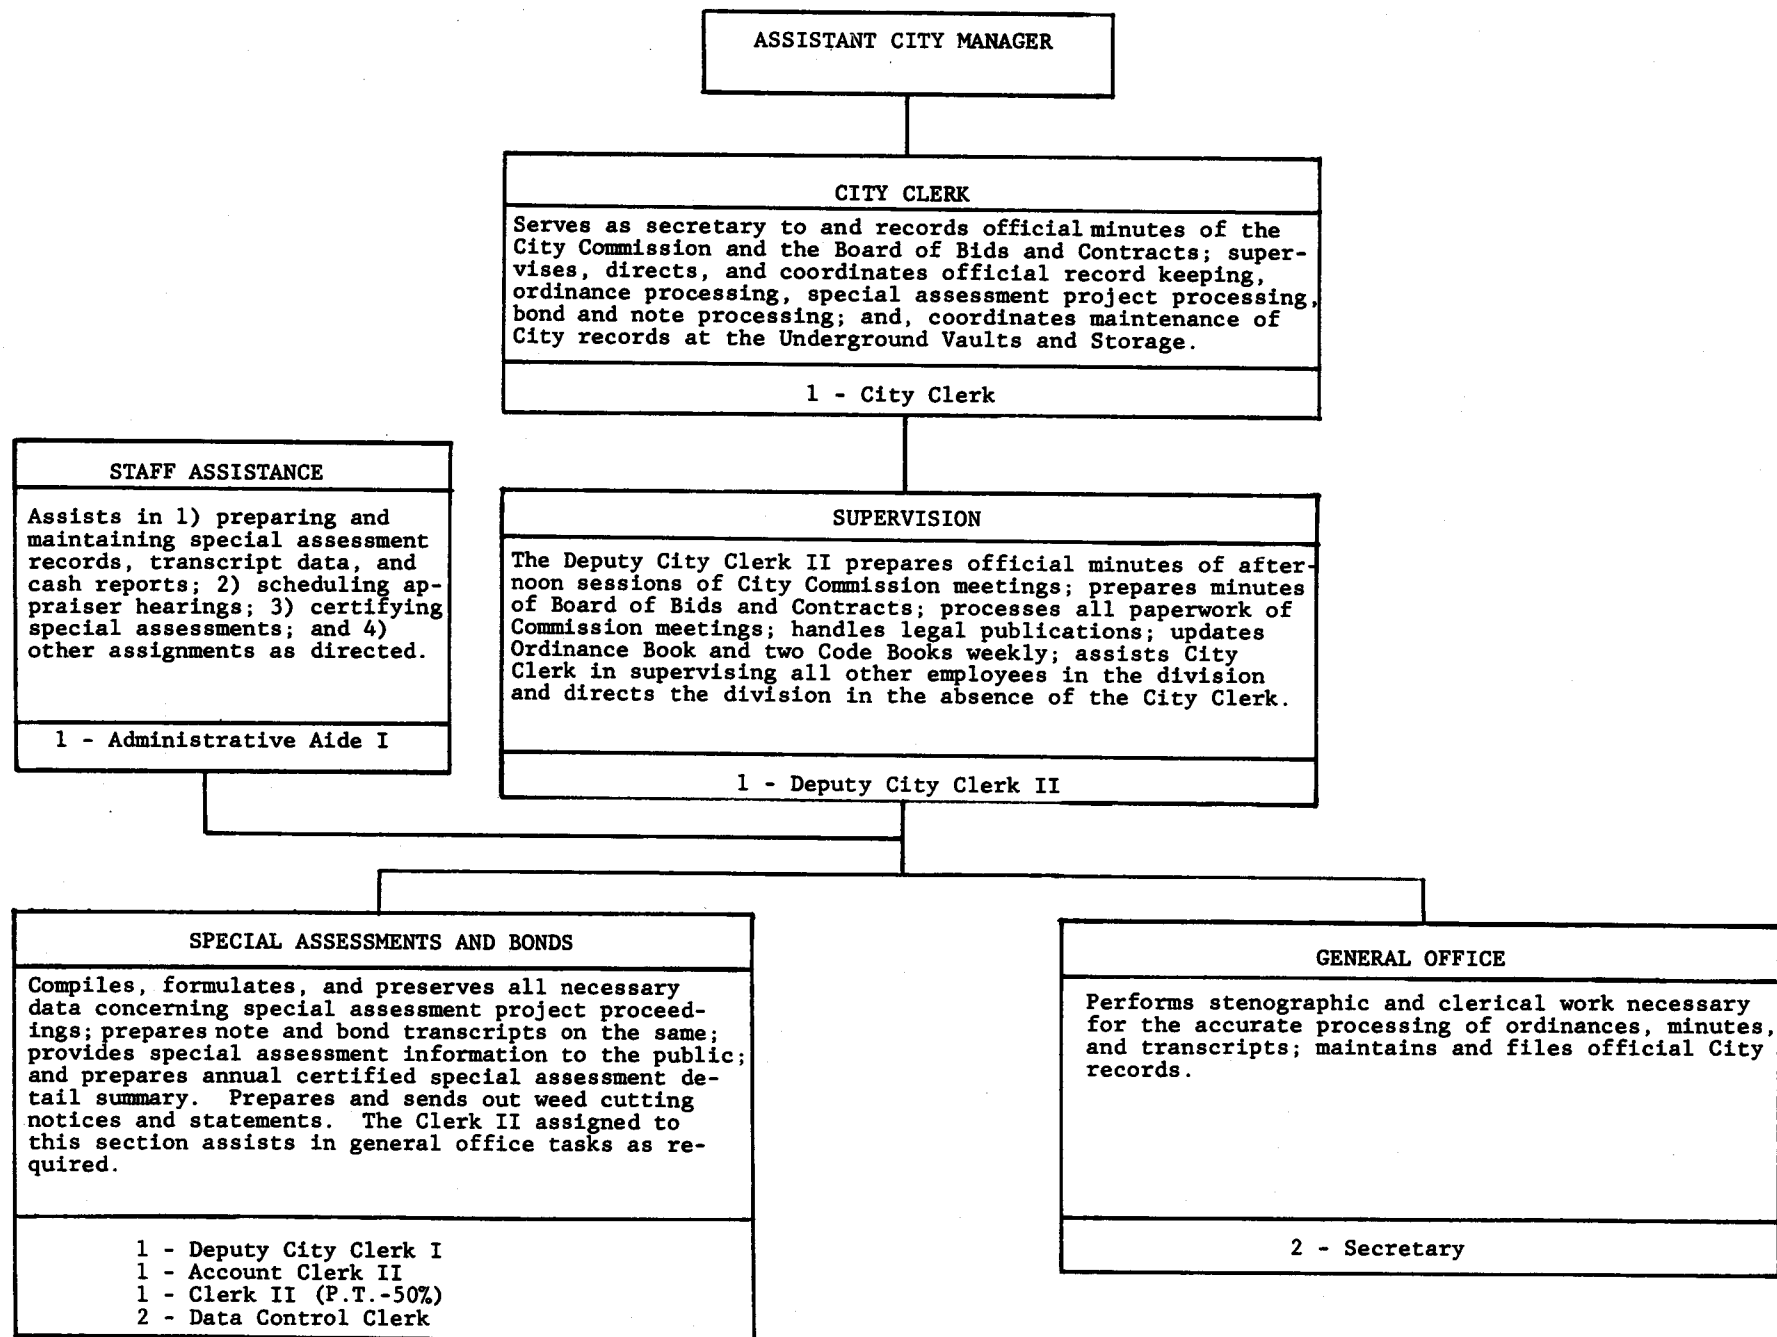 ASSISTANT CITY MANAGER
CITY CLERK
Serves as secretary to and records official minutes of the
City Commission and the Board of Bids and Contracts; super-
vises, directs, and coordinates official record keeping,
ordinance processing, special assessment project processing,
bond and note processing; and, coordinates maintenance of
City records at the Underground Vaults and Storage.
1 - City Clerk
STAFF ASSISTANCE
Assists in 1) preparing and
maintaining special assessment
records, transcript data, and
cash reports; 2) scheduling ap-
praiser hearings; 3) certifying
special assessments; and 4)
other assignments as directed.
1 - Administrative Aide I
SUPERVISION
The Deputy City Clerk II prepares official minutes of after-
noon sessions of City Commission meetings; prepares minutes
of Board of Bids and Contracts; processes all paperwork of
Commission meetings; handles legal publications; updates
Ordinance Book and two Code Books weekly; assists City
Clerk in supervising all other employees in the division
and directs the division in the absence of the City Clerk.
1 - Deputy City Clerk II
SPECIAL ASSESSMENTS AND BONDS
Compiles, formulates, and preserves all necessary
data concerning special assessment project proceed-
ings; prepares note and bond transcripts on the same;
provides special assessment information to the public;
and prepares annual certified special assessment de-
tail summary.  Prepares and sends out weed cutting
notices and statements.  The Clerk II assigned to
this section assists in general office tasks as re-
quired.
1 - Deputy City Clerk I
1 - Account Clerk II
1 - Clerk II (P.T.-50%)
2 - Data Control Clerk
GENERAL OFFICE
Performs stenographic and clerical work necessary
for the accurate processing of ordinances, minutes,
and transcripts; maintains and files official City
records.
2 - Secretary